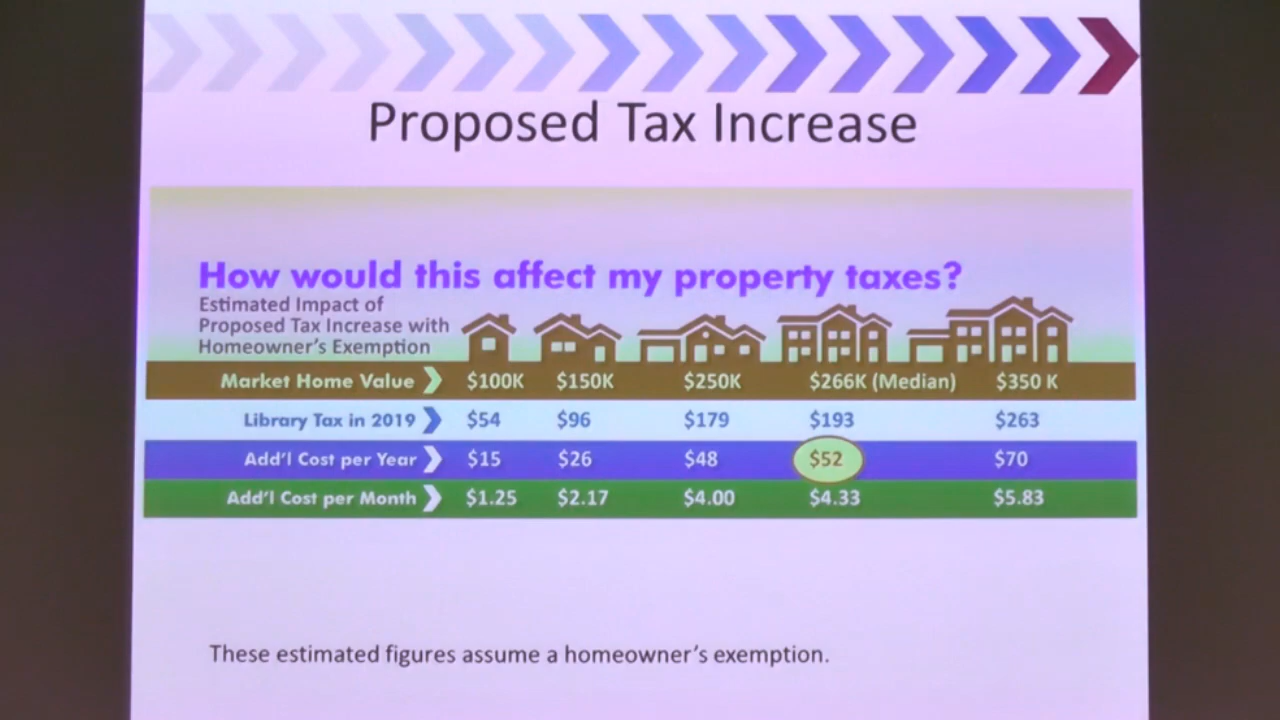 Proposed Tax Increase
How would this affect my property taxes?
Estimated Impact of
Proposed Tax Increase with
Homeowner's Exemption
Market Home Value $100K $150K $250K $266K (Median) $350 K
Library Tax in 2019 $54 $96 $179 $193 $263
Add'l Cost per Year $15 $26 $48 $52 $70
Add'l Cost per Month $1.25 $2.17 $4.00 $4.33 $5.83
These estimated figures assume a homeowner's exemption.